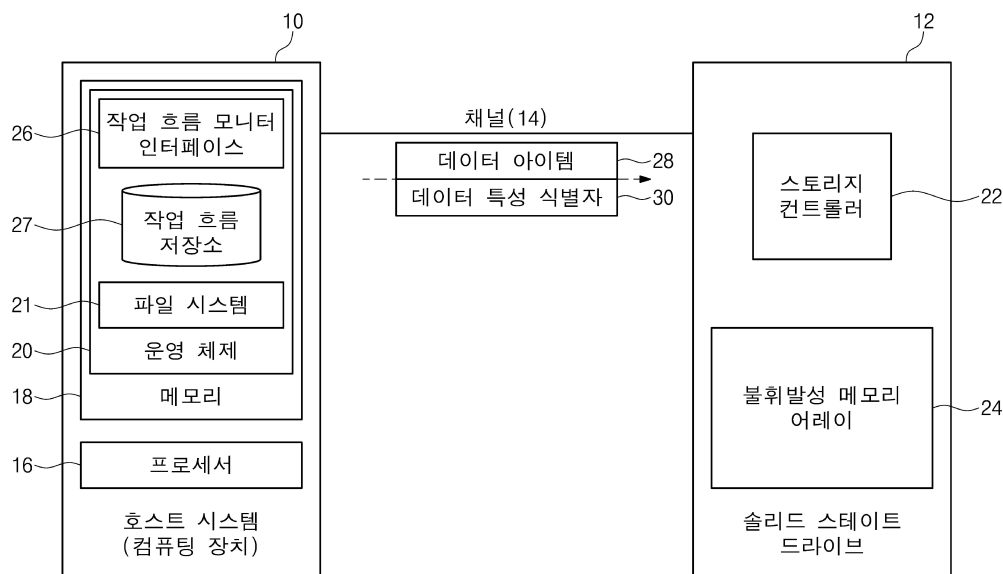 10
12
26
작업 흐름 모니터
인터페이스
27
작업 흐름
저장소
21
파일 시스템
20
운영 체제
18
메모리
16
프로세서
호스트 시스템
(컴퓨팅 장치)
채널(14)
데이터 아이템
28
데이터 특성 식별자
30
스토리지
컨트롤러
22
불휘발성 메모리
어레이
24
솔리드 스테이트
드라이브